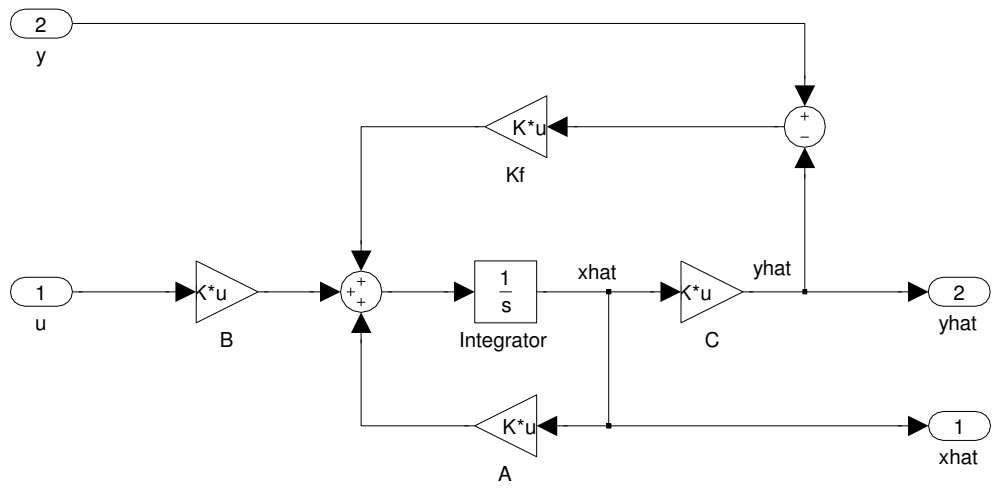 2
y
+
−
K*u
Kf
1
u
K*u
B
+
+
+
1
s
Integrator
xhat
K*u
C
yhat
2
yhat
K*u
A
1
xhat